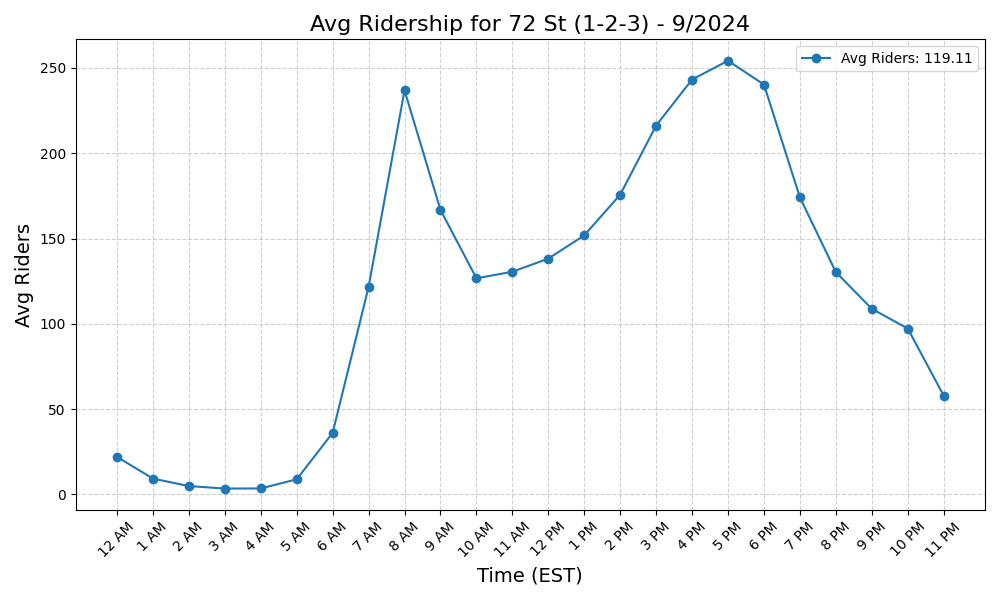 Avg Ridership for 72 St (1-2-3) - 9/2024
Avg Riders: 119.11
Avg Riders
250
200
150
100
50
0
12 AM
1 AM
2 AM
3 AM
4 AM
5 AM
6 AM
7 AM
8 AM
9 AM
10 AM
11 AM
12 PM
1 PM
2 PM
3 PM
4 PM
5 PM
6 PM
7 PM
8 PM
9 PM
10 PM
11 PM
Time (EST)